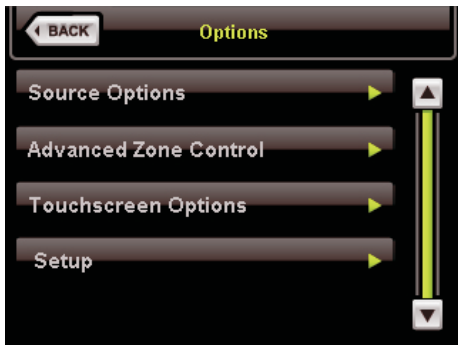 BACK
Options
Source Options
Advanced Zone Control
Touchscreen Options
Setup